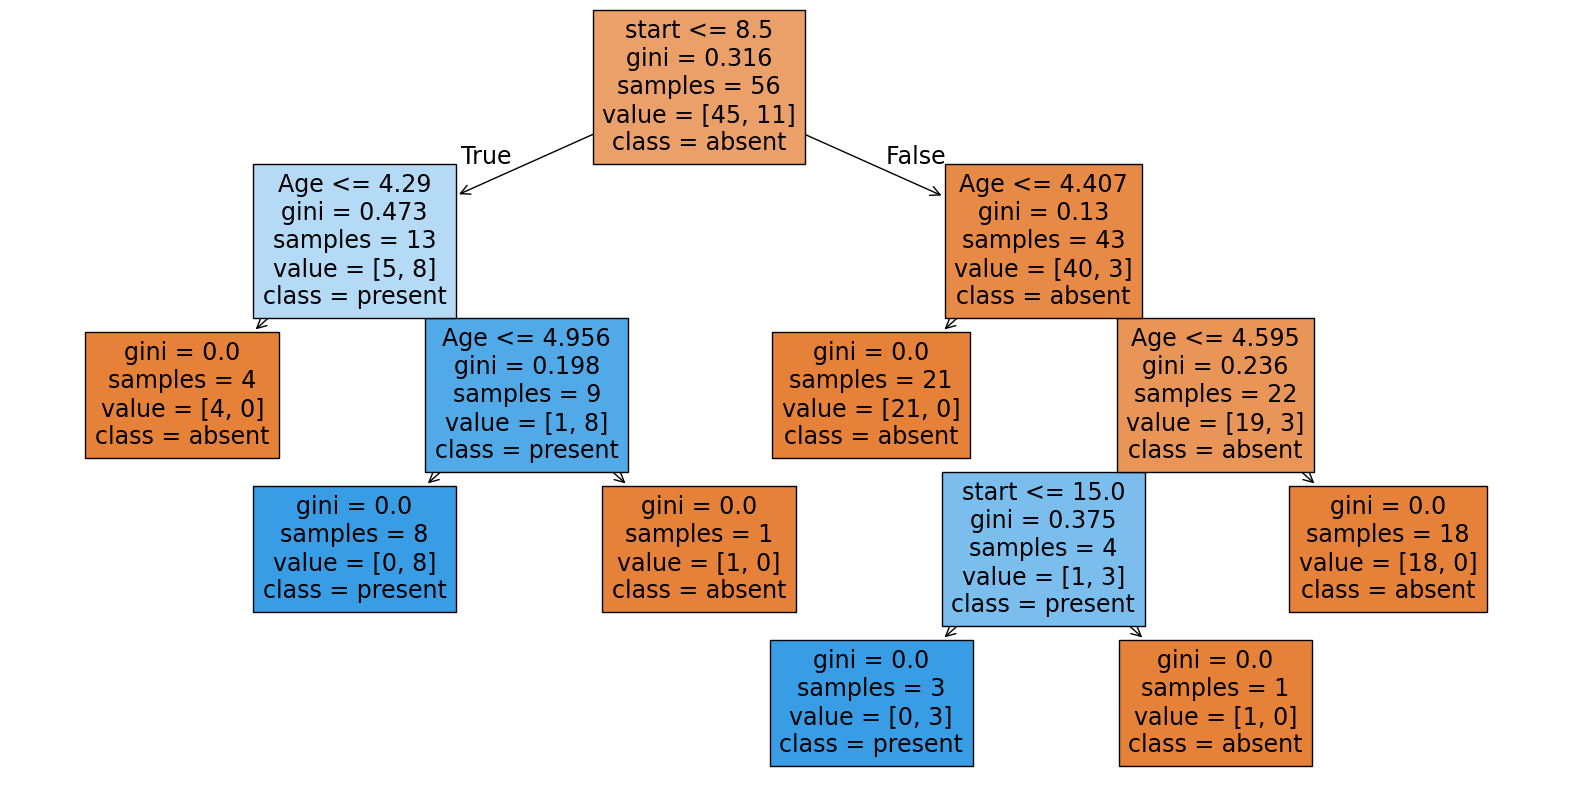 start <= 8.5
gini = 0.316
samples = 56
value = [45, 11]
class = absent
True
False
Age <= 4.29
gini = 0.473
samples = 13
value = [5, 8]
class = present
Age <= 4.407
gini = 0.13
samples = 43
value = [40, 3]
class = absent
gini = 0.0
samples = 4
value = [4, 0]
class = absent
Age <= 4.956
gini = 0.198
samples = 9
value = [1, 8]
class = present
gini = 0.0
samples = 21
value = [21, 0]
class = absent
Age <= 4.595
gini = 0.236
samples = 22
value = [19, 3]
class = absent
gini = 0.0
samples = 8
value = [0, 8]
class = present
gini = 0.0
samples = 1
value = [1, 0]
class = absent
start <= 15.0
gini = 0.375
samples = 4
value = [1, 3]
class = present
gini = 0.0
samples = 18
value = [18, 0]
class = absent
gini = 0.0
samples = 3
value = [0, 3]
class = present
gini = 0.0
samples = 1
value = [1, 0]
class = absent